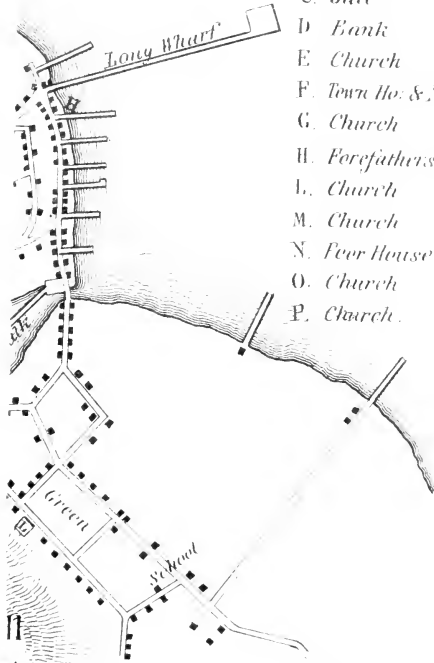 Long Wharf
D Bank
E Church
F. Town Ho: &
G. Church
H. Forefathers
L. Church
M. Church
N. Poor House
O. Church
P. Church.
H
Green
L
School